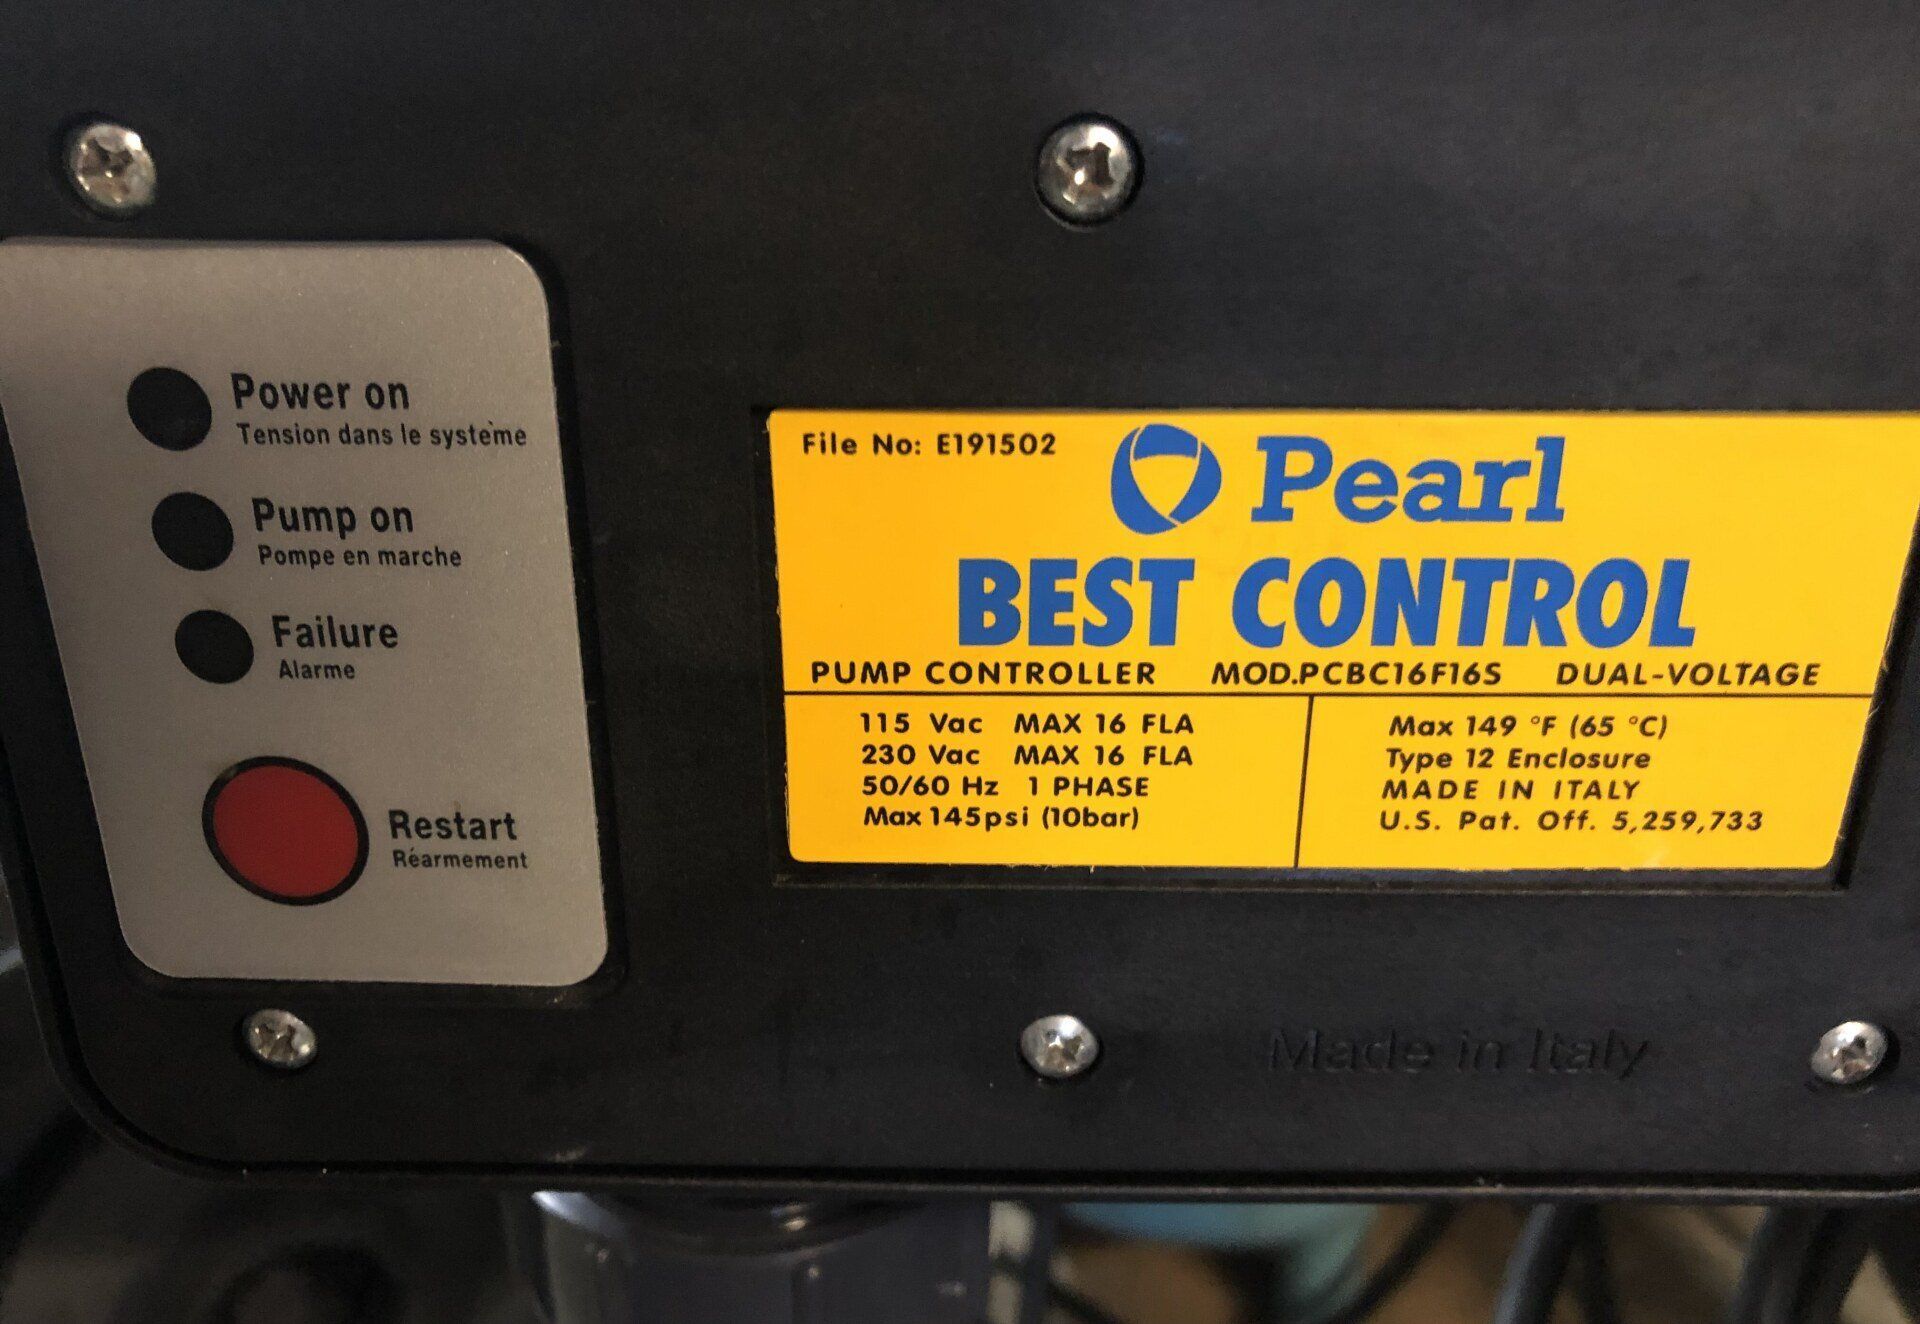 Power on
Tension dans le système
Pump on
Pompe en marche
Failure
Alarme
Restart
Réarmement
File No: E191502
Pearl
BEST CONTROL
PUMP CONTROLLER MOD.PCBC16F16S DUAL-VOLTAGE
115 Vac MAX 16 FLA
230 Vac MAX 16 FLA
50/60 Hz 1 PHASE
Max 145psi (10bar)
Max 149 °F (65 °C)
Type 12 Enclosure
MADE IN ITALY
U.S. Pat. Off. 5,259,733
Made in Italy